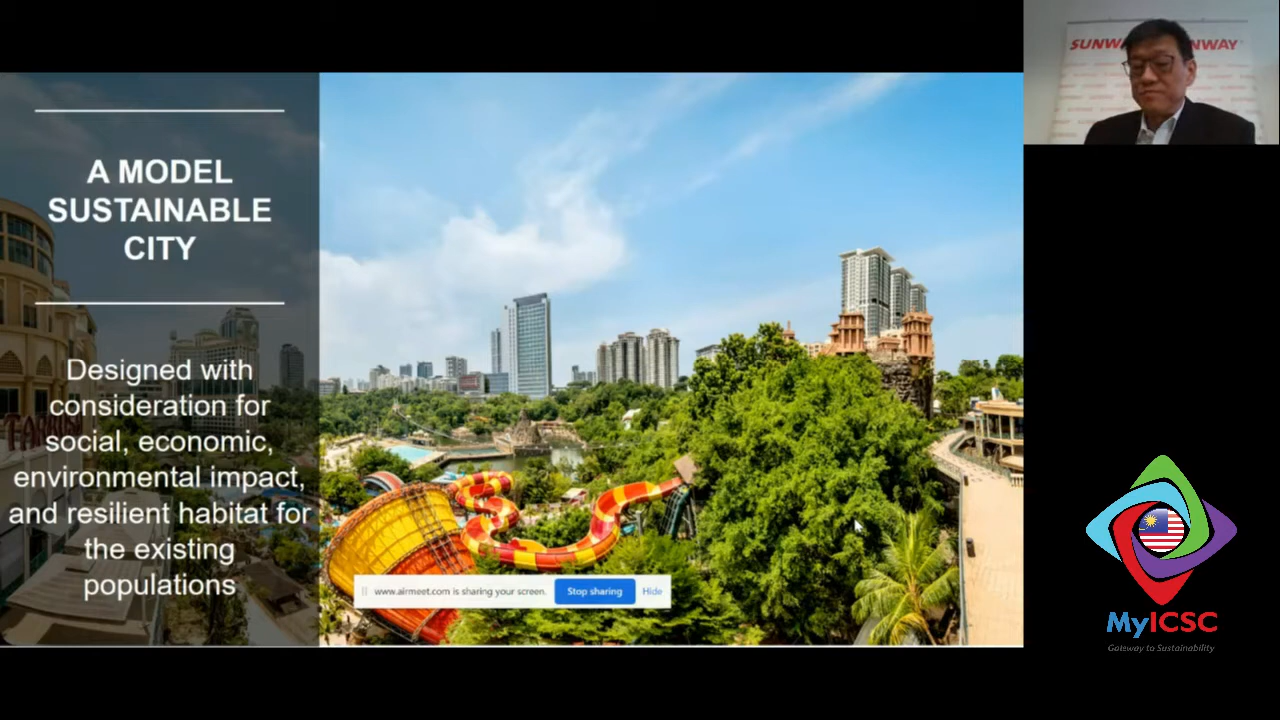 A MODEL
SUSTAINABLE
CITY
Designed with
consideration for
social, economic,
environmental impact,
and resilient habitat for
the existing
populations
www.airmeet.com is sharing your screen. Stop sharing Hide
SUNWAY
MyICSC
Gateway to Sustainability